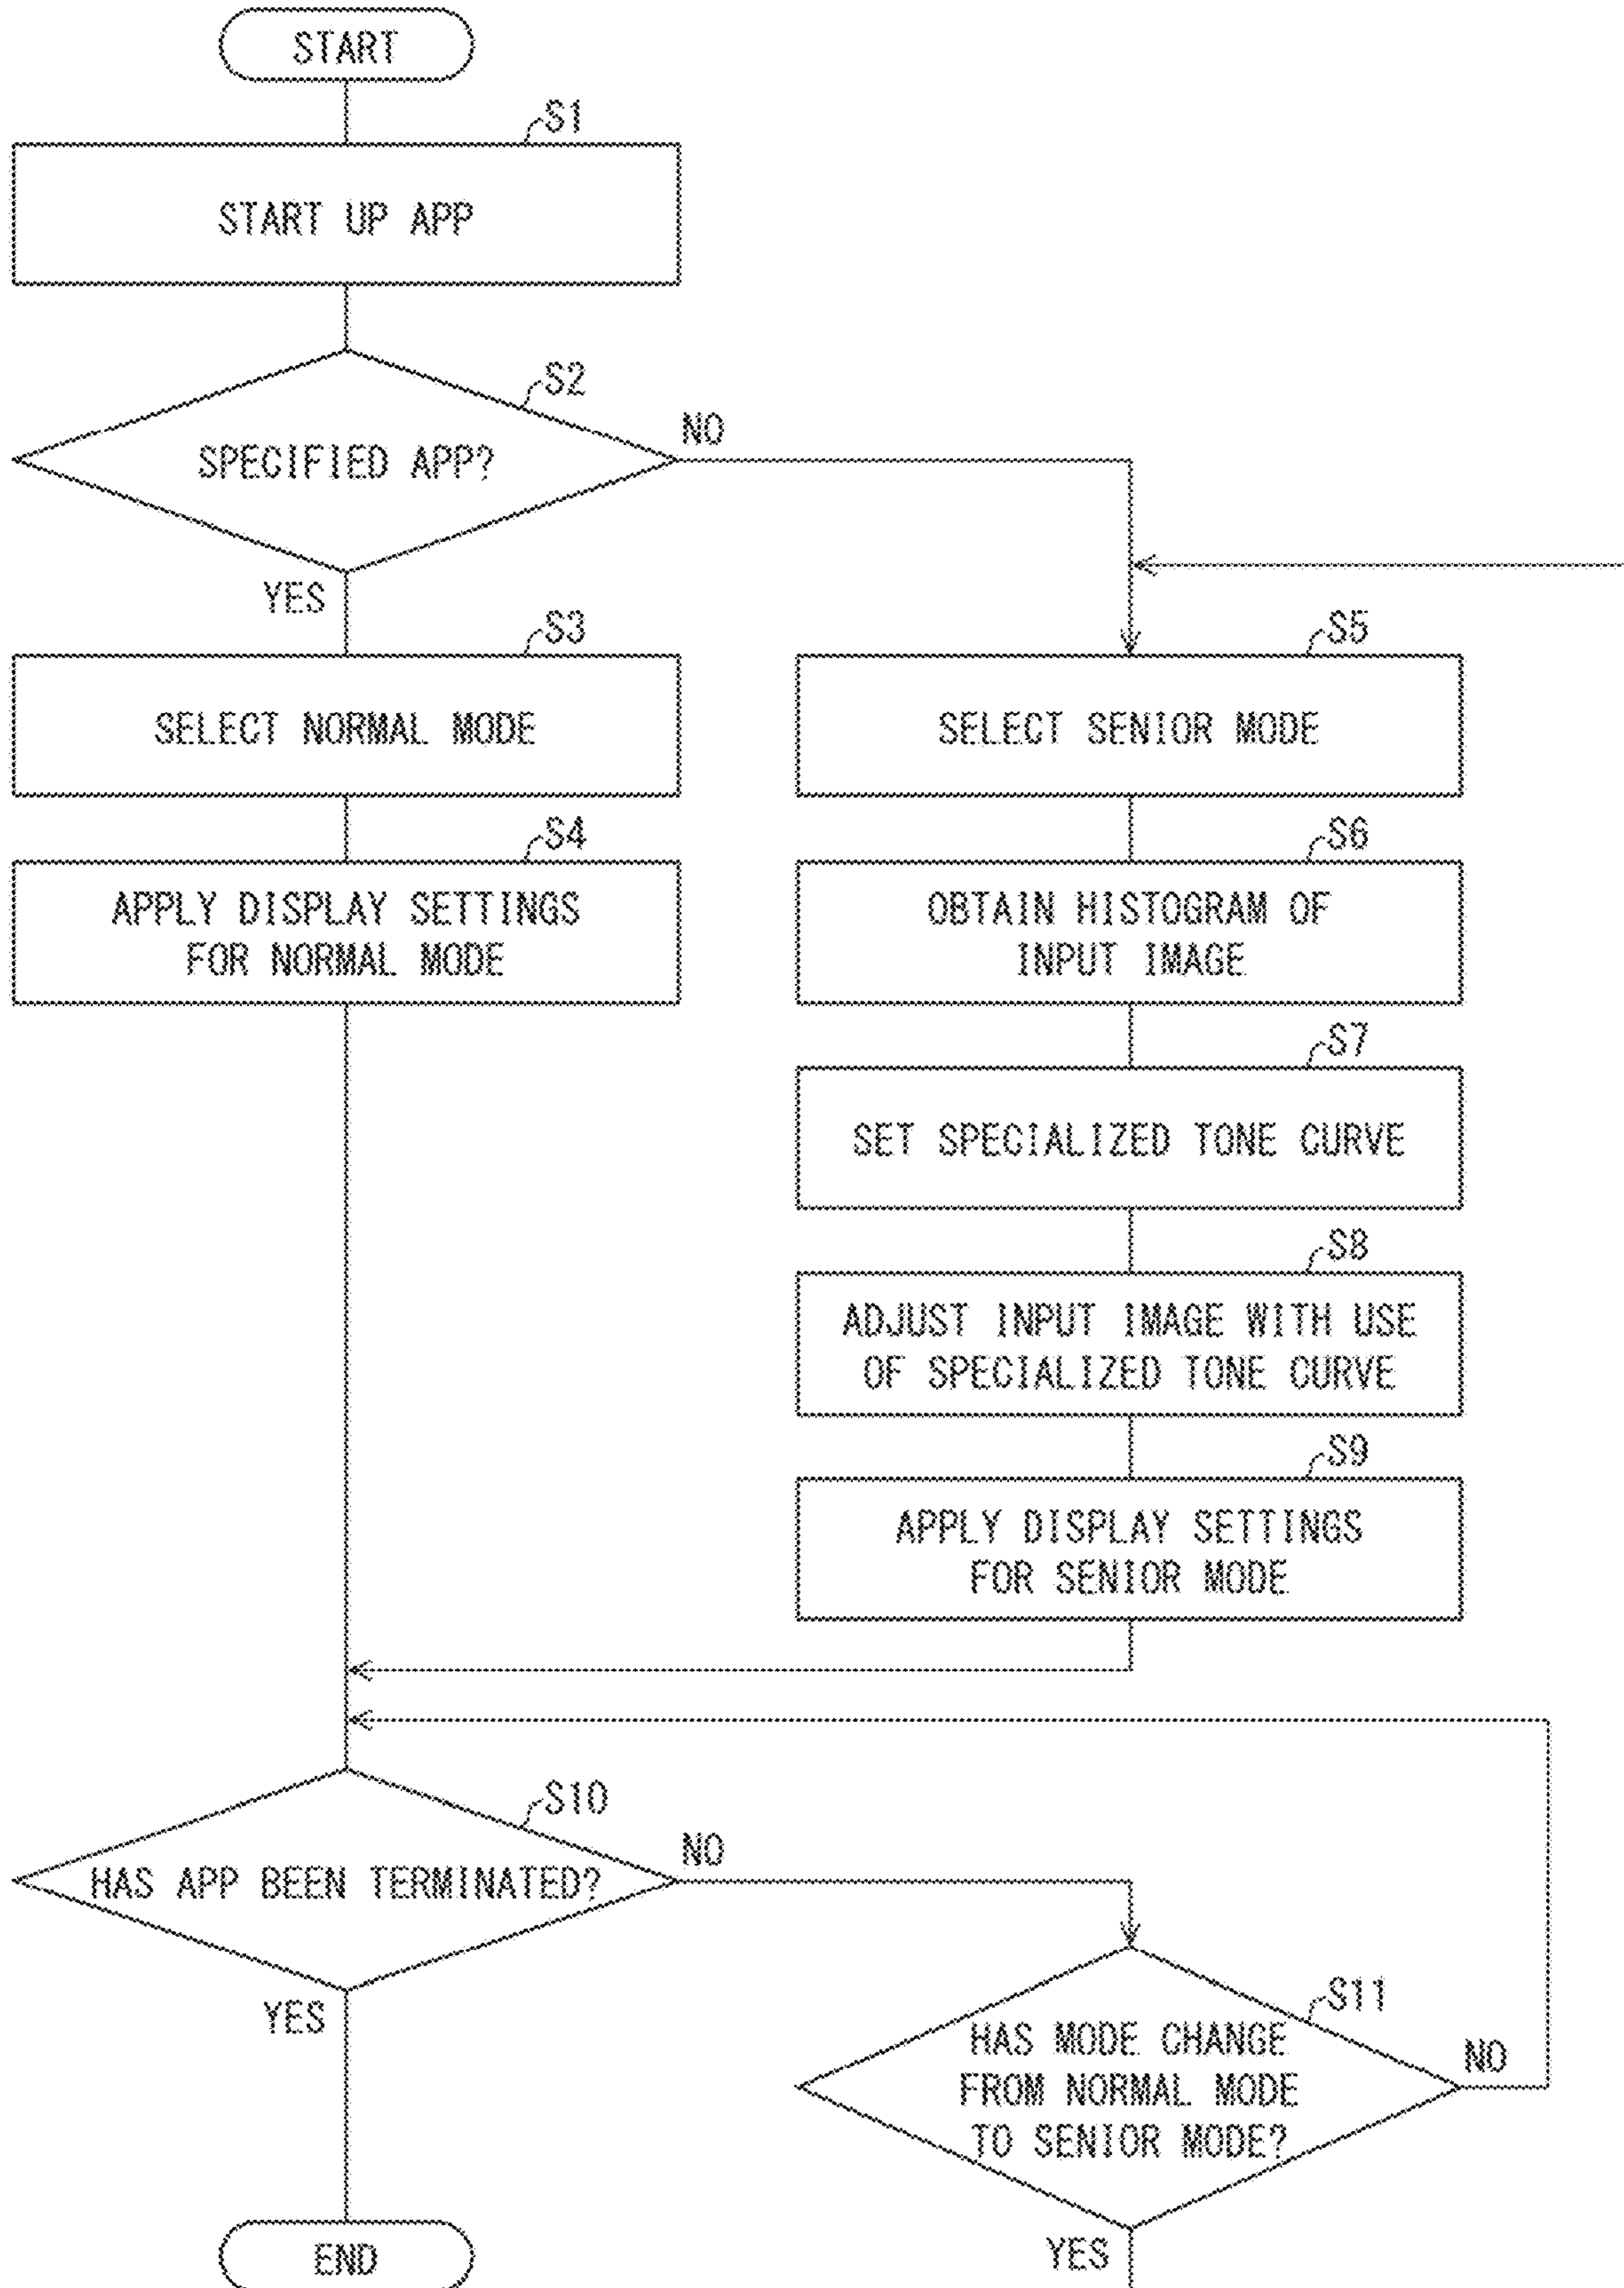 START
S1
START UP APP
S2
SPECIFIED APP?
NO
YES
S3
SELECT NORMAL MODE
S4
APPLY DISPLAY SETTINGS
FOR NORMAL MODE
S5
SELECT SENIOR MODE
S6
OBTAIN HISTOGRAM OF
INPUT IMAGE
S7
SET SPECIALIZED TONE CURVE
S8
ADJUST INPUT IMAGE WITH USE
OF SPECIALIZED TONE CURVE
S9
APPLY DISPLAY SETTINGS
FOR SENIOR MODE
S10
HAS APP BEEN TERMINATED?
NO
YES
S11
HAS MODE CHANGE
FROM NORMAL MODE
TO SENIOR MODE?
NO
YES
END